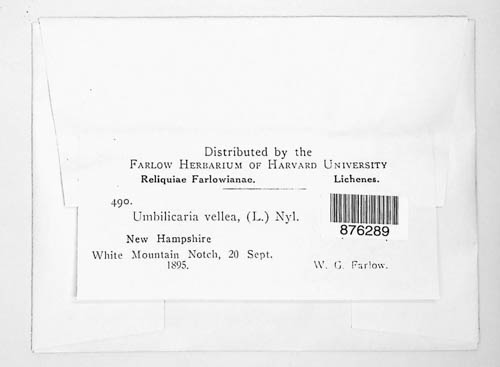 Distributed by the
FARLOW HERBARIUM OF HARVARD UNIVERSITY
Reliquiae Farlowianae. Lichenes.
490.
Umbilicaria vellea, (L.) Nyl.
876289
New Hampshire
White Mountain Notch, 20 Sept.
1895. W. G. Farlow.